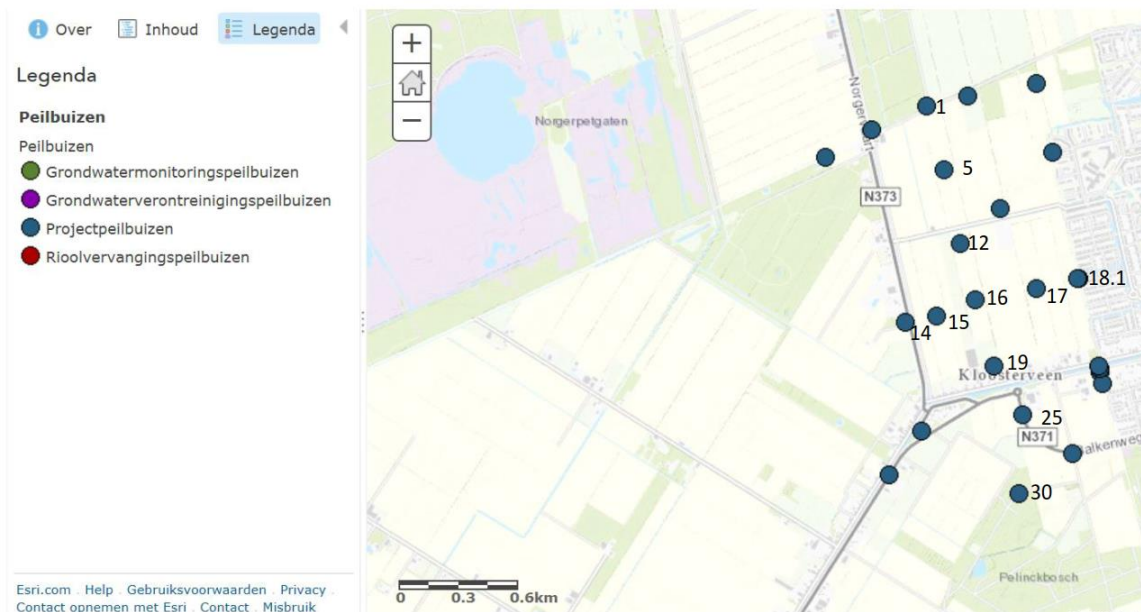 Over Inhoud Legenda
Legenda
Peilbuizen
Peilbuizen
Grondwatermonitoringspeilbuizen
Grondwaterverontreinigingspeilbuizen
Projectpeilbuizen
Rioolvervangingspeilbuizen
Esri.com . Help . Gebruiksvoorwaarden . Privacy .
Contact opnemen met Esri . Contact . Misbruik
+
−
Norgerpetgaten
Norgervaart
1
5
N373
12
18.1
17
16
15
14
19
Kloosterveen
25
N371
Balkenweg
30
Pelinckbosch
0 0.3 0.6km